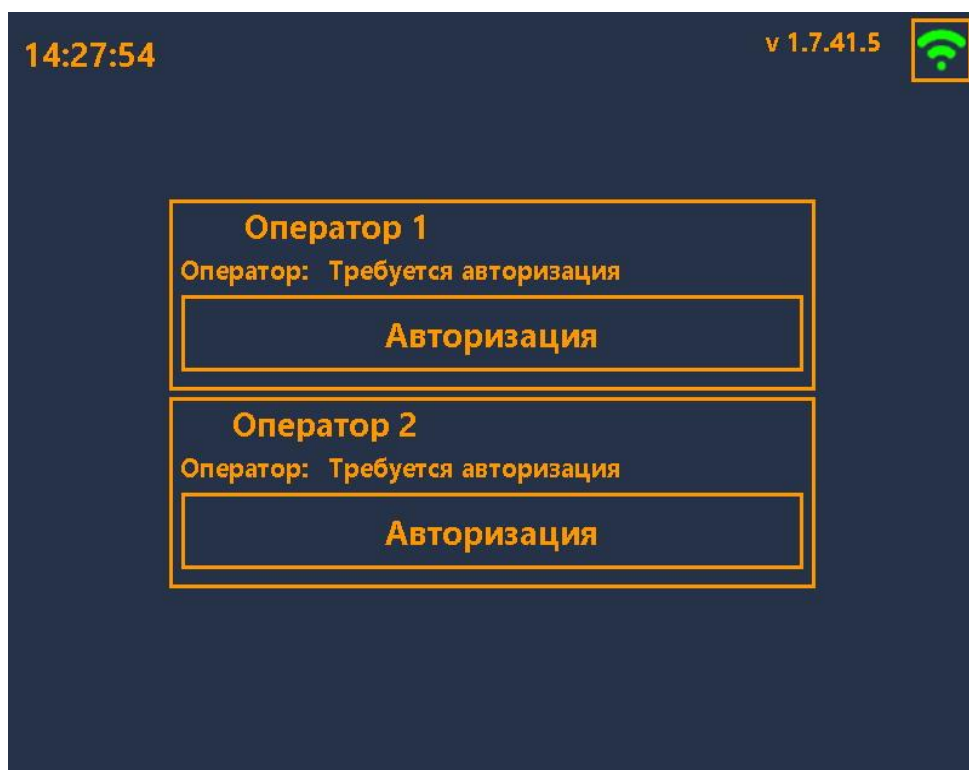 14:27:54
v 1.7.41.5
Оператор 1
Оператор: Требуется авторизация
Авторизация
Оператор 2
Оператор: Требуется авторизация
Авторизация